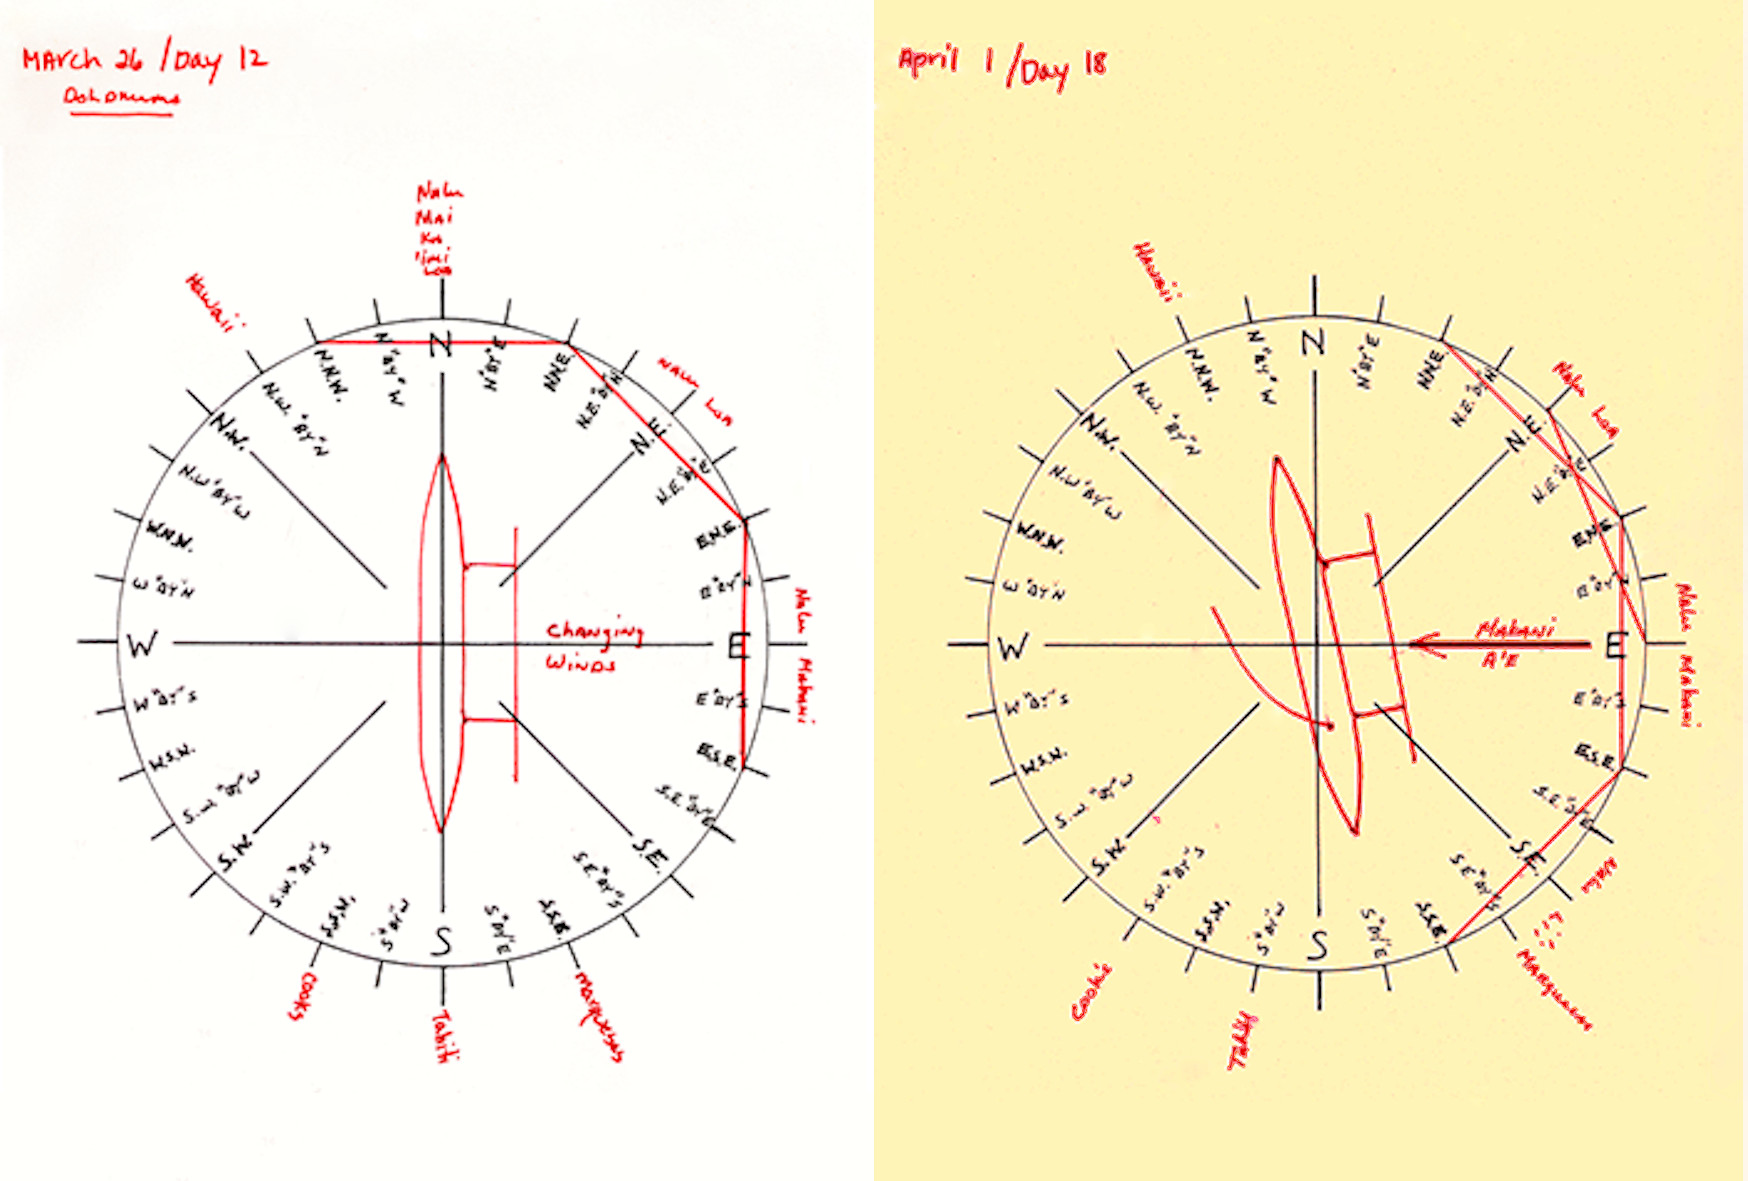 March 26 / Day 12
Doldrums
Nalu
Mai
Ka
'imi
Loa
Hawaii
Nalu Loa
Nalu Makani
Changing
Winds
N
N"BY"E
N.N.E.
N.E."BY"N
N.E.
N.E."BY"E
E.N.E.
E"BY"N
E
E"BY"S
E.S.E.
S.E."BY"E
S.E.
S.E."BY"S
S.S.E.
S"BY"E
S
S"BY"W
S.S.W.
S.W."BY"S
S.W.
S.W."BY"W
W.S.W.
W"BY"S
W
W"BY"N
W.N.W.
N.W"BY"W
N.W.
N.W."BY"N
N.N.W.
N"BY"W
Cooks
Tahiti
Marquesas
April 1 / Day 18
Hawaii
Nalu Loa
Nalu Makani
Makani
A'E
N
N"BY"E
N.N.E.
N.E."BY"N
N.E.
N.E."BY"E
E.N.E.
E"BY"N
E
E"BY"S
E.S.E.
S.E."BY"E
S.E.
S.E."BY"S
S.S.E.
S"BY"E
S
S"BY"W
S.S.W.
S.W."BY"S
S.W.
S.W."BY"W
W.S.W.
W"BY"S
W
W"BY"N
W.N.W.
N.W"BY"W
N.W.
N.W."BY"N
N.N.W.
N"BY"W
Cooks
Tahiti
Marquesas